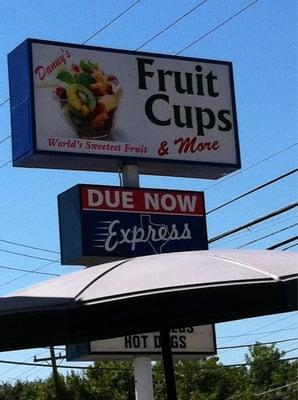 Danny's
Fruit
Cups
& More
World's Sweetest Fruit
DUE NOW
Express
HOT DOGS